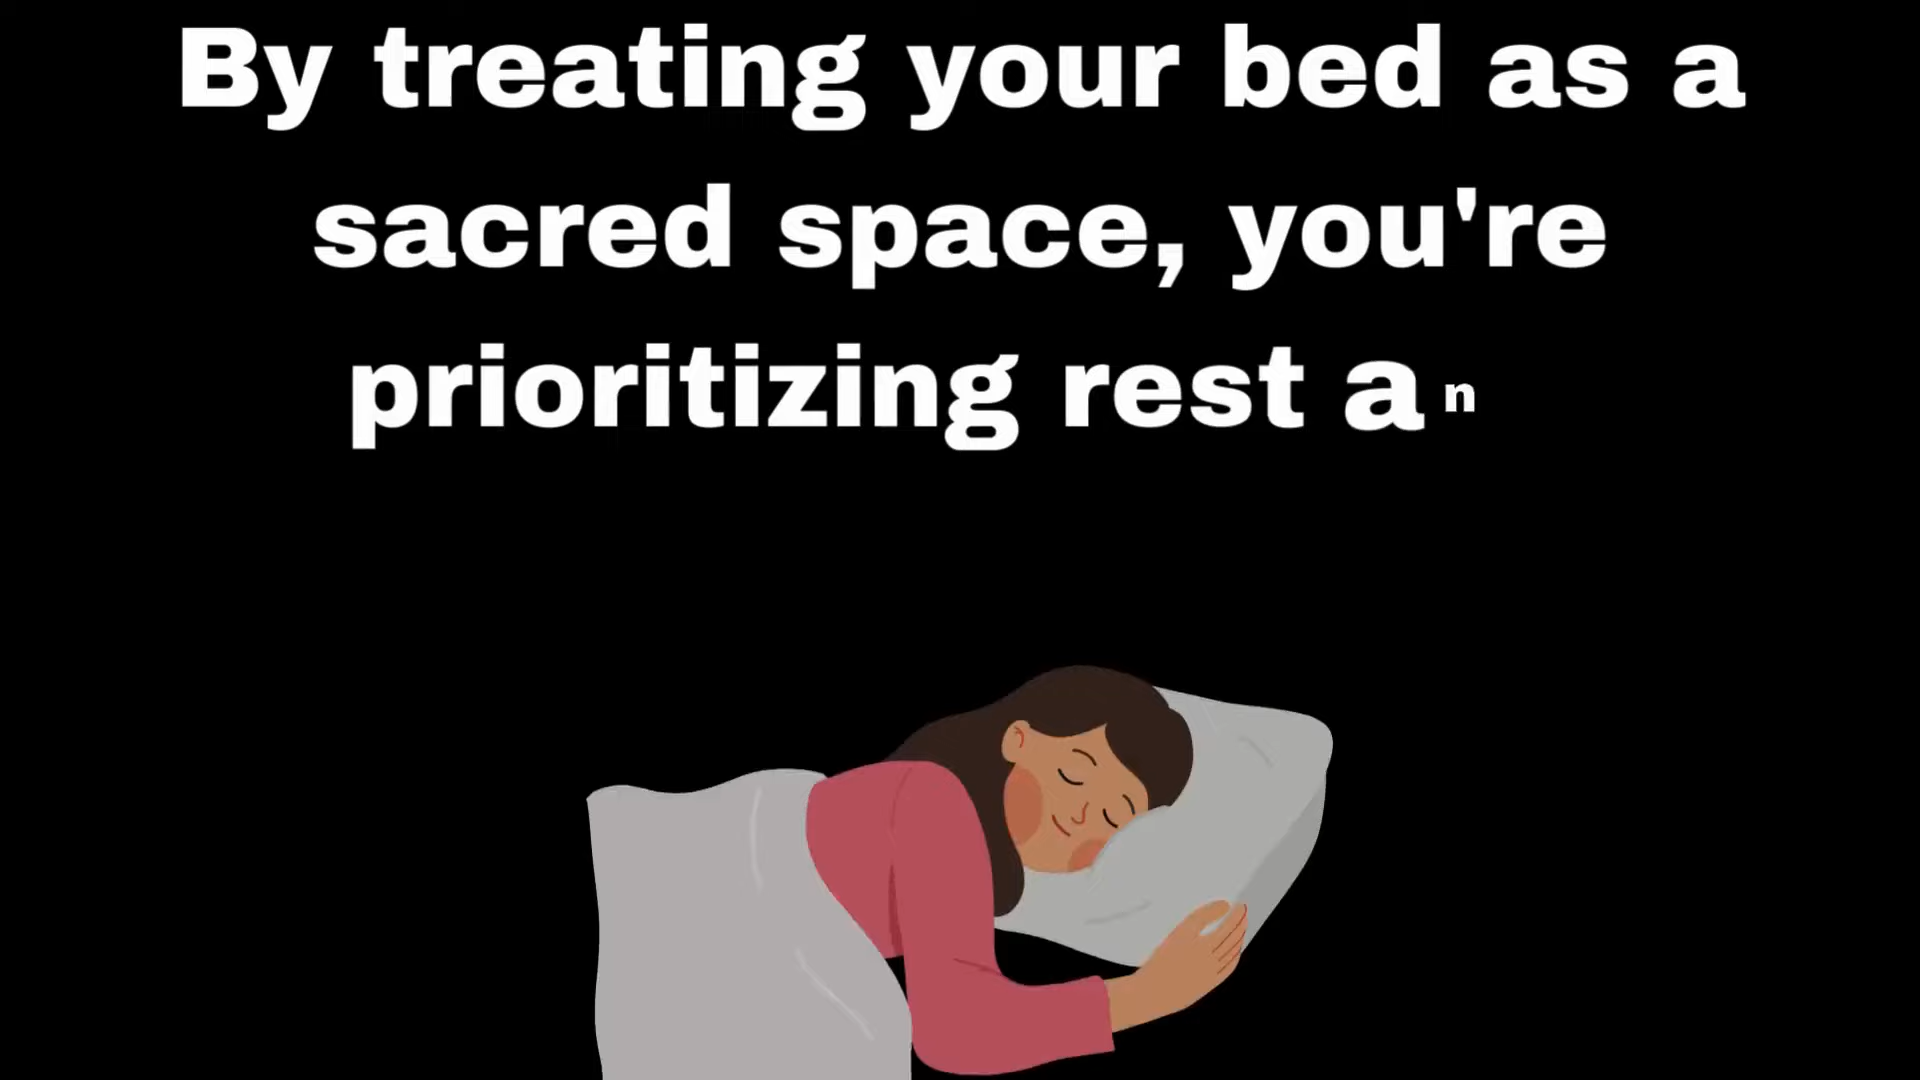 By treating your bed as a
sacred space, you're
prioritizing rest an